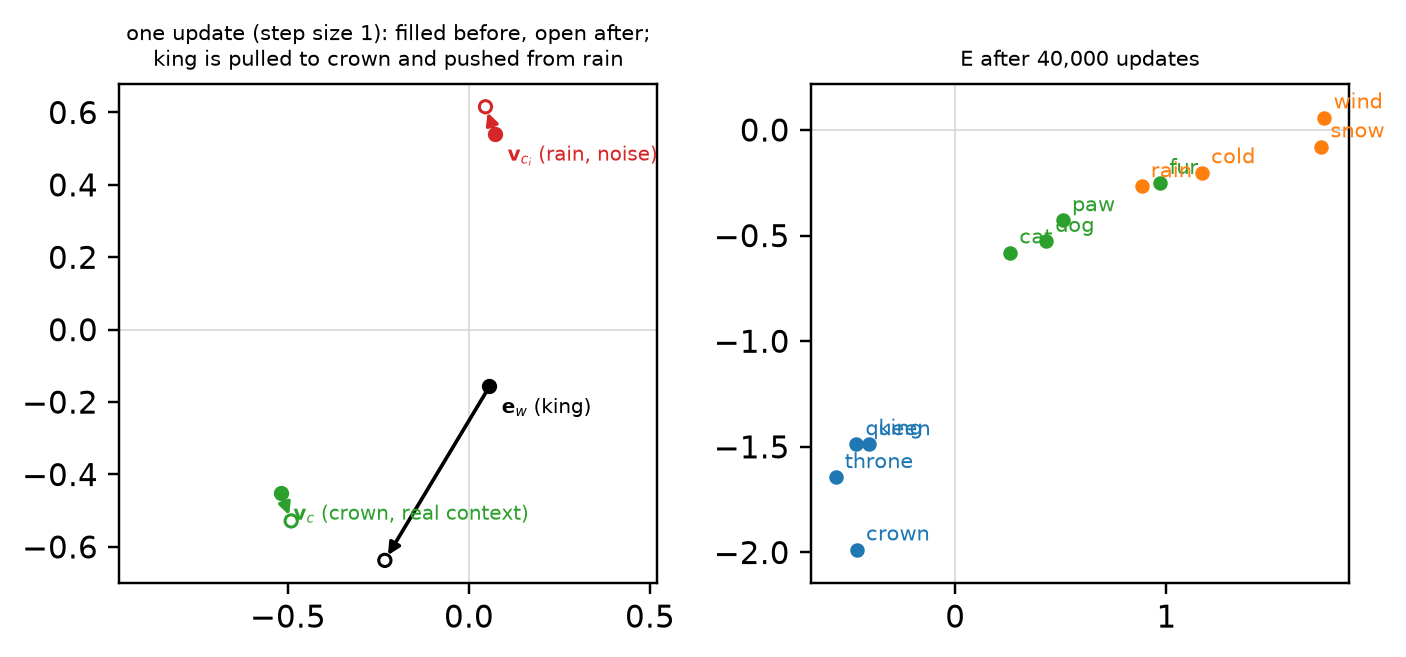 one update (step size 1): filled before, open after;
king is pulled to crown and pushed from rain
0.6
0.4
0.2
0.0
−0.2
−0.4
−0.6
−0.5
0.0
0.5
v_{c_i} (rain, noise)
e_w (king)
v_c (crown, real context)
E after 40,000 updates
0.0
−0.5
−1.0
−1.5
−2.0
0
1
wind
snow
cold
fur
rain
paw
dog
cat
queen
king
throne
crown